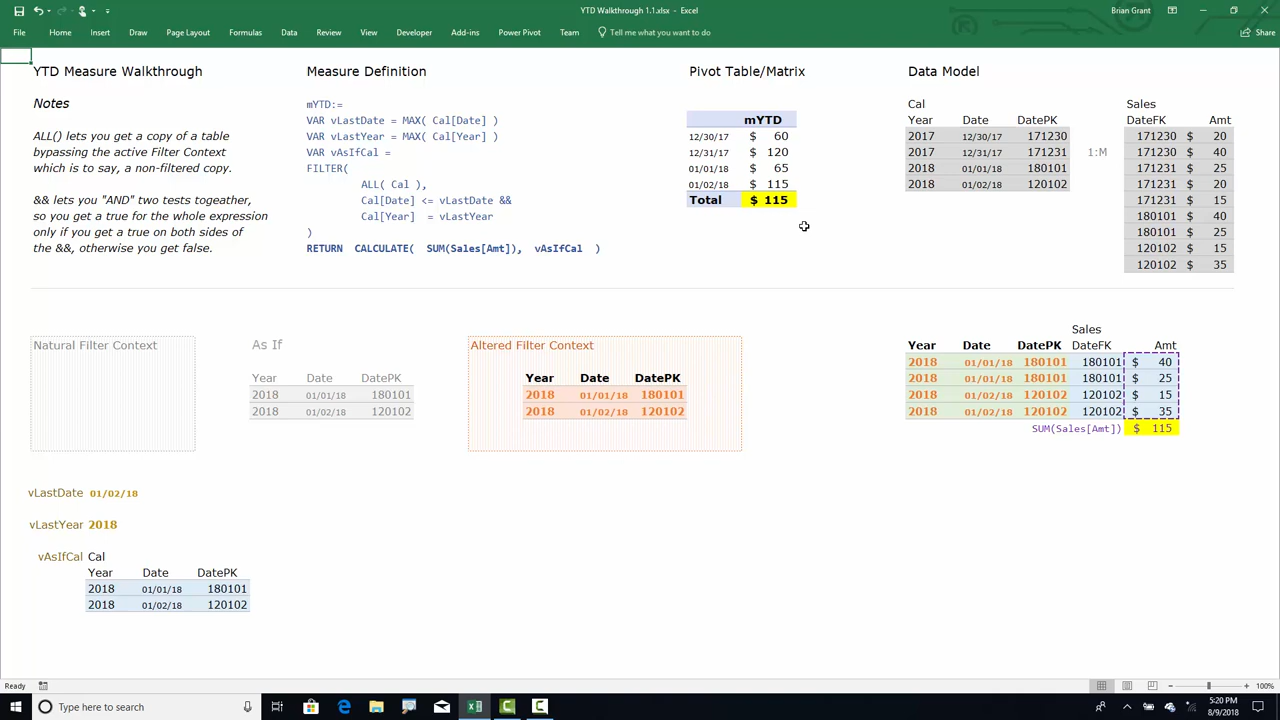 YTD Walkthrough 1.1.xlsx - Excel
Brian Grant
File Home Insert Draw Page Layout Formulas Data Review View Developer Add-ins Power Pivot Team Tell me what you want to do Share
YTD Measure Walkthrough
Notes
ALL() lets you get a copy of a table
bypassing the active Filter Context
which is to say, a non-filtered copy.
&& lets you "AND" two tests togeather,
so you get a true for the whole expression
only if you get a true on both sides of
the &&, otherwise you get false.
Measure Definition
mYTD:=
VAR vLastDate = MAX( Cal[Date] )
VAR vLastYear = MAX( Cal[Year] )
VAR vAsIfCal =
FILTER(
ALL( Cal ),
Cal[Date] <= vLastDate &&
Cal[Year] = vLastYear
)
RETURN CALCULATE( SUM(Sales[Amt]), vAsIfCal )
Pivot Table/Matrix
mYTD
12/30/17 $ 60
12/31/17 $ 120
01/01/18 $ 65
01/02/18 $ 115
Total $ 115
Data Model
Cal
Year Date DatePK
2017 12/30/17 171230
2017 12/31/17 171231
2018 01/01/18 180101
2018 01/02/18 120102
1:M
Sales
DateFK Amt
171230 $ 20
171230 $ 40
171231 $ 25
171231 $ 20
171231 $ 15
180101 $ 40
180101 $ 25
120102 $ 15
120102 $ 35
Natural Filter Context
As If
Year Date DatePK
2018 01/01/18 180101
2018 01/02/18 120102
Altered Filter Context
Year Date DatePK
2018 01/01/18 180101
2018 01/02/18 120102
Sales
Year Date DatePK DateFK Amt
2018 01/01/18 180101 180101 $ 40
2018 01/01/18 180101 180101 $ 25
2018 01/02/18 120102 120102 $ 15
2018 01/02/18 120102 120102 $ 35
SUM(Sales[Amt]) $ 115
vLastDate 01/02/18
vLastYear 2018
vAsIfCal Cal
Year Date DatePK
2018 01/01/18 180101
2018 01/02/18 120102
Ready
100%
Type here to search
5:20 PM
8/9/2018